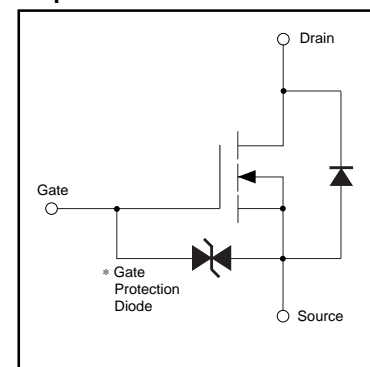 Drain
Gate
* Gate
Protection
Diode
Source